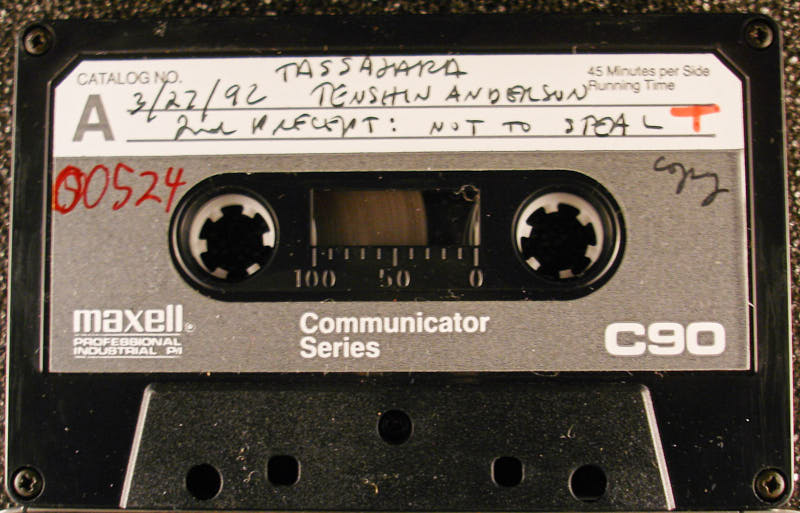 CATALOG NO. TASSAJARA 45 Minutes per Side
Running Time
A 3/22/92 TENSHIN ANDERSON
2nd PRECEPT: NOT TO STEAL T
00524 copy
100 50 0
maxell®
PROFESSIONAL
INDUSTRIAL P/I
Communicator
Series
C90